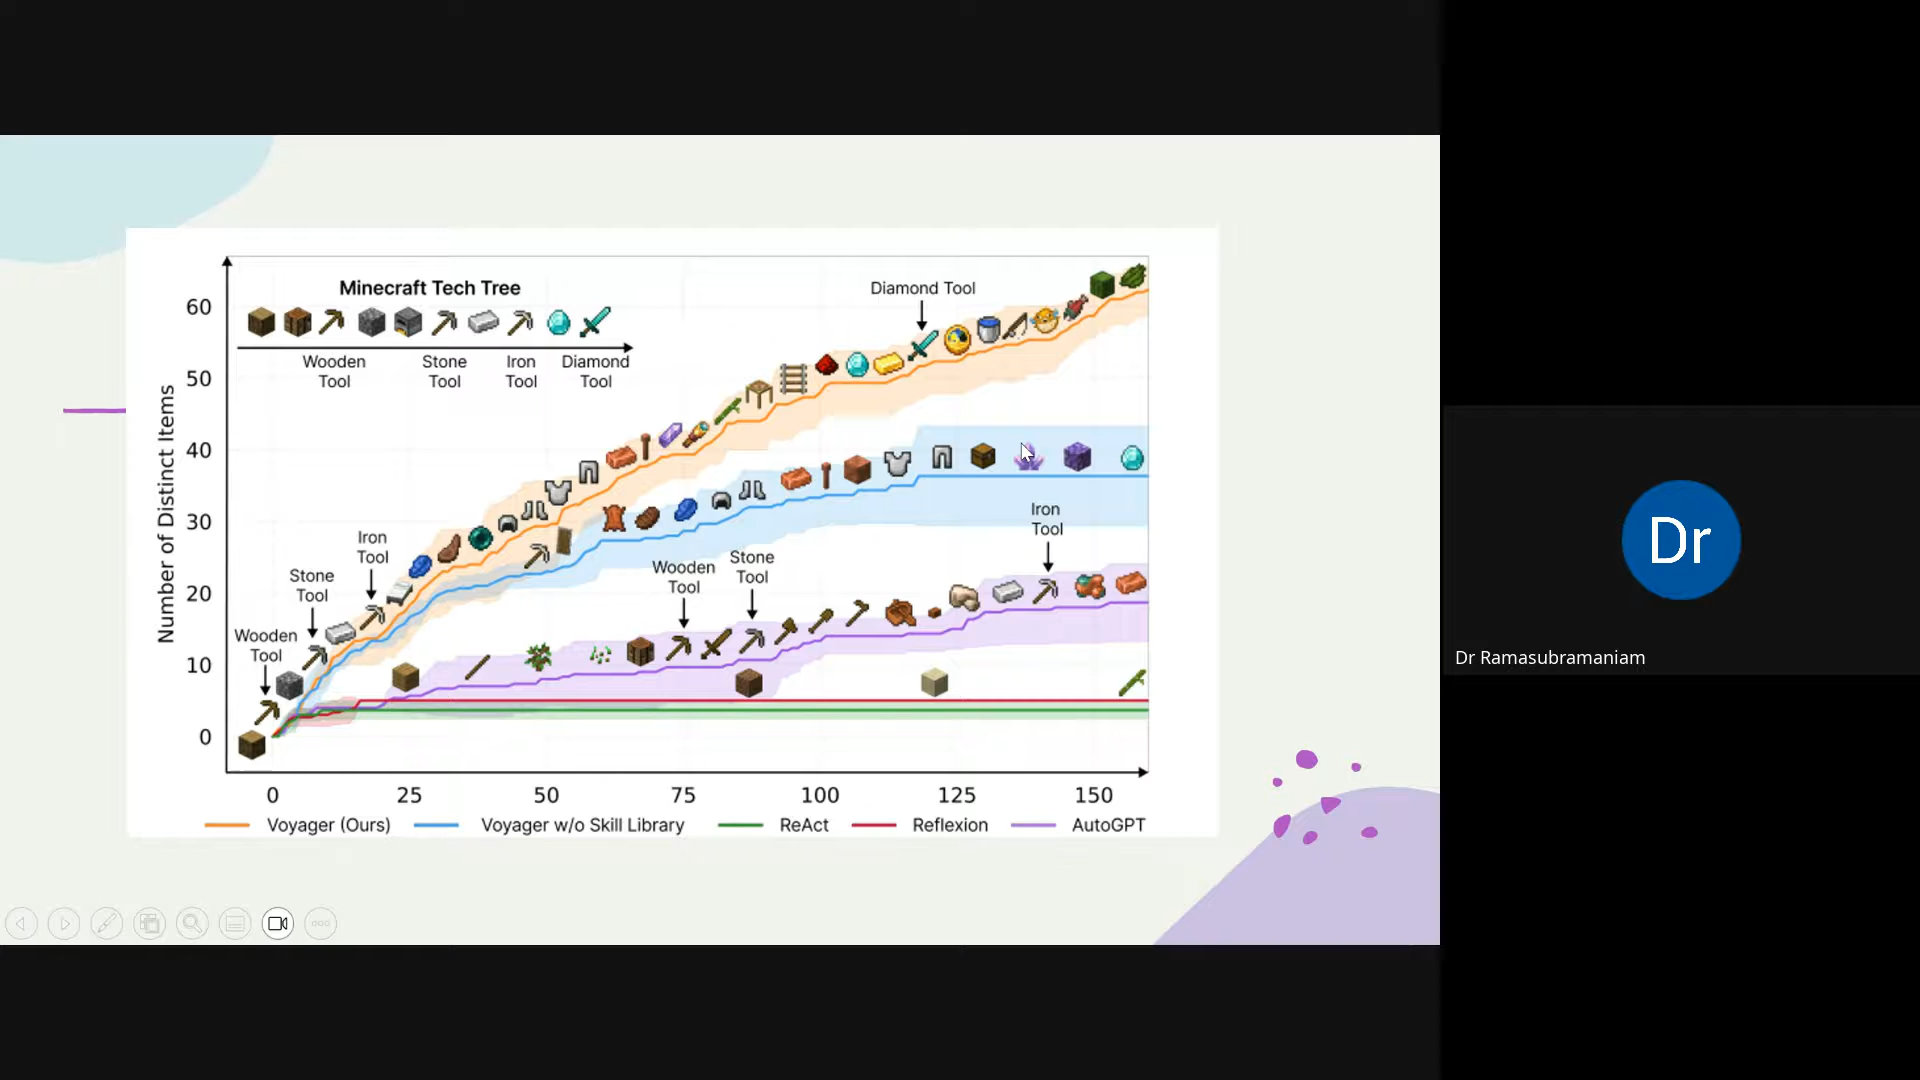 Minecraft Tech Tree
Wooden Tool
Stone Tool
Iron Tool
Diamond Tool
Number of Distinct Items
60
50
40
30
20
10
0
Diamond Tool
Iron Tool
Stone Tool
Wooden Tool
Wooden Tool
Stone Tool
Iron Tool
0 25 50 75 100 125 150
Voyager (Ours) Voyager w/o Skill Library ReAct Reflexion AutoGPT
Dr
Dr Ramasubramaniam